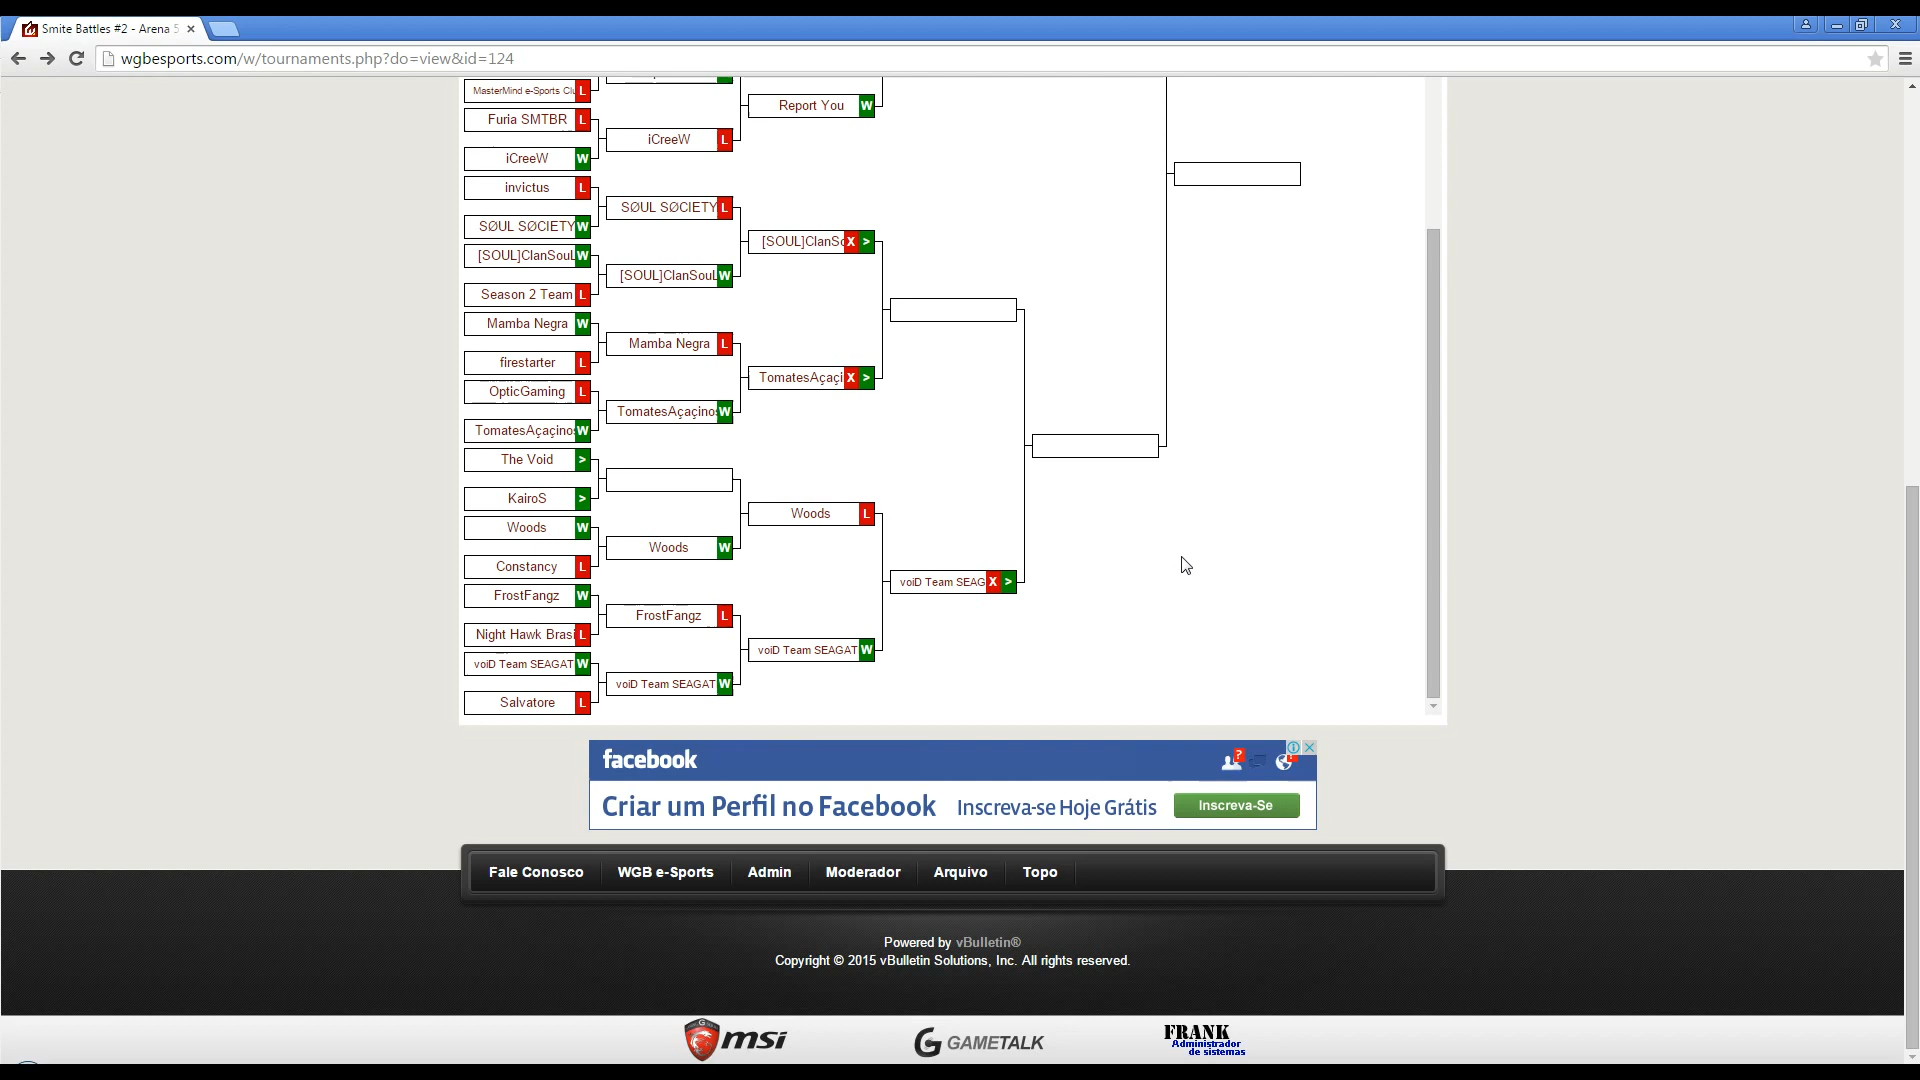 Smite Battles #2 - Arena 5
wgbesports.com/w/tournaments.php?do=view&id=124
MasterMind e-Sports Clu L
Report You W
Furia SMTBR L
iCreeW L
iCreeW W
invictus L
SØUL SØCIETY L
SØUL SØCIETY W
[SOUL]ClanSo X >
[SOUL]ClanSouL W
[SOUL]ClanSouL W
Season 2 Team L
Mamba Negra W
Mamba Negra L
firestarter L
TomatesAçaçi X >
OpticGaming L
TomatesAçaçinos W
TomatesAçaçinos W
The Void >
KairoS >
Woods L
Woods W
Woods W
Constancy L
voiD Team SEAG X >
FrostFangz W
FrostFangz L
Night Hawk Brasi L
voiD Team SEAGAT W
voiD Team SEAGAT W
voiD Team SEAGAT W
Salvatore L
facebook
?
Criar um Perfil no Facebook Inscreva-se Hoje Grátis Inscreva-Se
Fale Conosco WGB e-Sports Admin Moderador Arquivo Topo
Powered by vBulletin®
Copyright © 2015 vBulletin Solutions, Inc. All rights reserved.
msi GAMETALK FRANK
Administrador
de sistemas